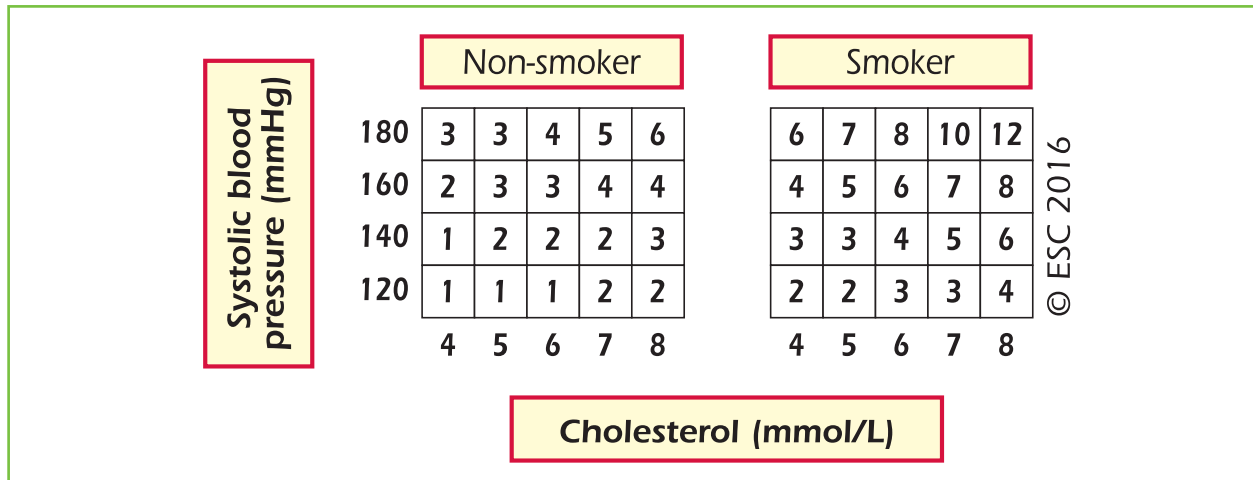 Non-smoker Smoker
Systolic blood
pressure (mmHg)
180 3 3 4 5 6 6 7 8 10 12
160 2 3 3 4 4 4 5 6 7 8
140 1 2 2 2 3 3 3 4 5 6
120 1 1 1 2 2 2 2 3 3 4
4 5 6 7 8 4 5 6 7 8
Cholesterol (mmol/L)
© ESC 2016